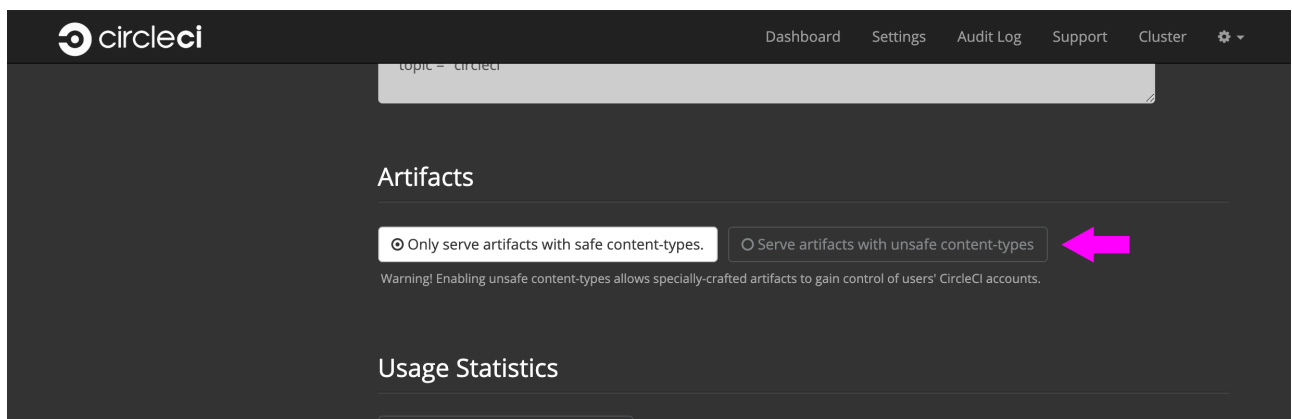 circleci
Dashboard Settings Audit Log Support Cluster
topic = "circleci"
Artifacts
Only serve artifacts with safe content-types. Serve artifacts with unsafe content-types
Warning! Enabling unsafe content-types allows specially-crafted artifacts to gain control of users' CircleCI accounts.
Usage Statistics